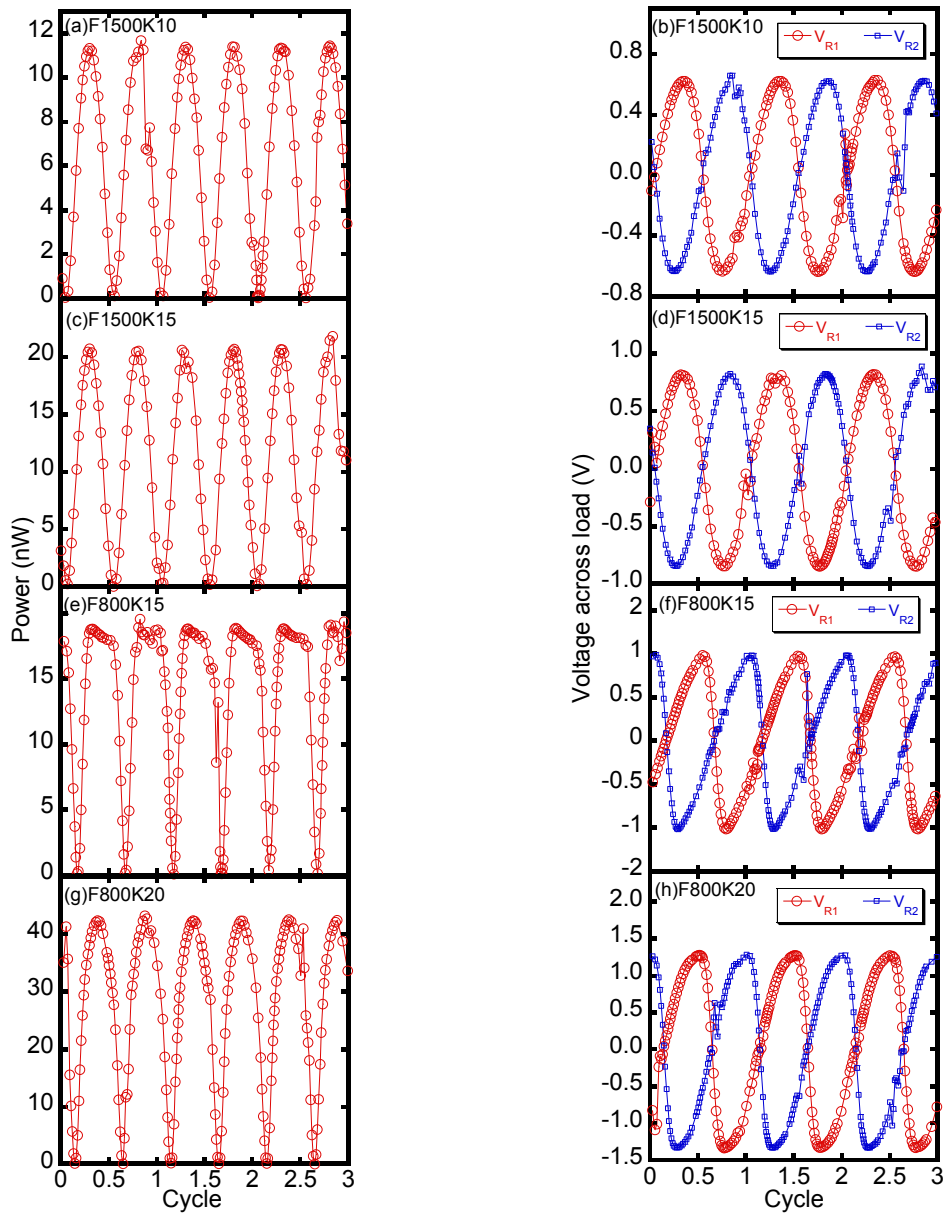 (a)F1500K10
12
10
8
6
4
2
0
(c)F1500K15
20
15
10
5
0
(e)F800K15
15
10
5
0
(g)F800K20
40
30
20
10
0
0 0.5 1 1.5 2 2.5 3
Cycle
Power (nW)
(b)F1500K10
V_R1 V_R2
0.8
0.4
0.0
-0.4
-0.8
(d)F1500K15
V_R1 V_R2
1.0
0.5
0.0
-0.5
-1.0
(f)F800K15
V_R1 V_R2
2
1
0.5
0
-0.5
-1
-2
(h)F800K20
V_R1 V_R2
2.0
1.5
1.0
0.5
0.0
-0.5
-1.0
-1.5
0 0.5 1 1.5 2 2.5 3
Cycle
Voltage across load (V)